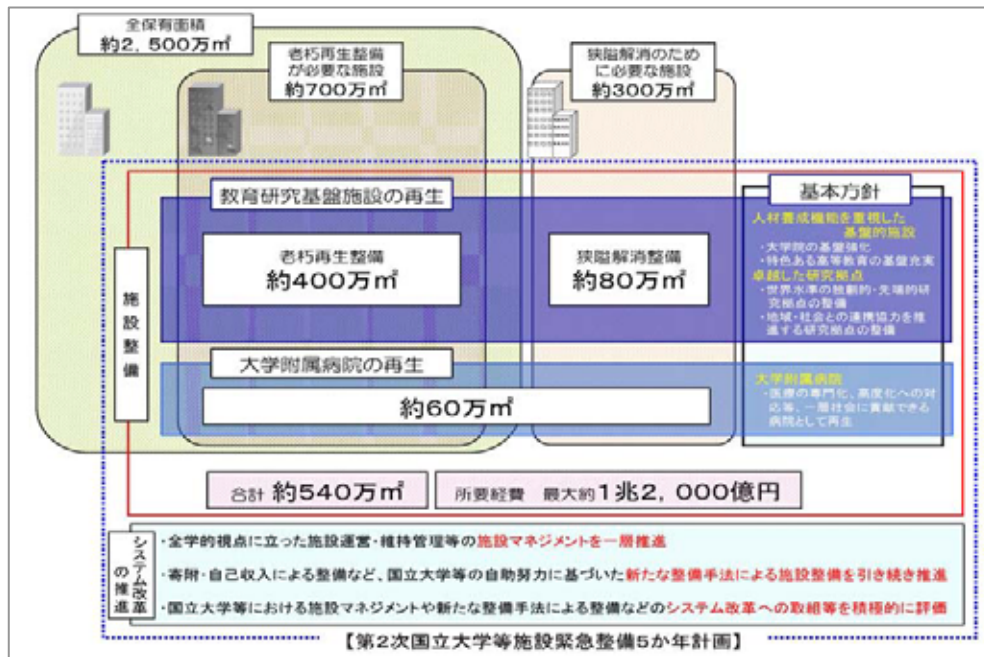 全保有面積
約2,500万㎡
老朽再生整備
が必要な施設
約700万㎡
狭隘解消のため
に必要な施設
約300万㎡
教育研究基盤施設の再生
基本方針
老朽再生整備
約400万㎡
狭隘解消整備
約80万㎡
人材養成機能を重視した
基盤的施設
・大学院の基盤強化
・特色ある高等教育の基盤充実
卓越した研究拠点
・世界水準の独創的・先端的研
究拠点の整備
・地域・社会との連携協力を推
進する研究拠点の整備
施設整備
大学附属病院の再生
約60万㎡
大学附属病院
・医療の専門化、高度化への対
応等、一層社会に貢献できる
病院として再生
合計 約540万㎡
所要経費 最大約1兆2,000億円
システム改革
の推進
・全学的視点に立った施設運営・維持管理等の施設マネジメントを一層推進
・寄附・自己収入による整備など、国立大学等の自助努力に基づいた新たな整備手法による施設整備を引き続き推進
・国立大学等における施設マネジメントや新たな整備手法による整備などのシステム改革への取組等を積極的に評価
【第2次国立大学等施設緊急整備5か年計画】